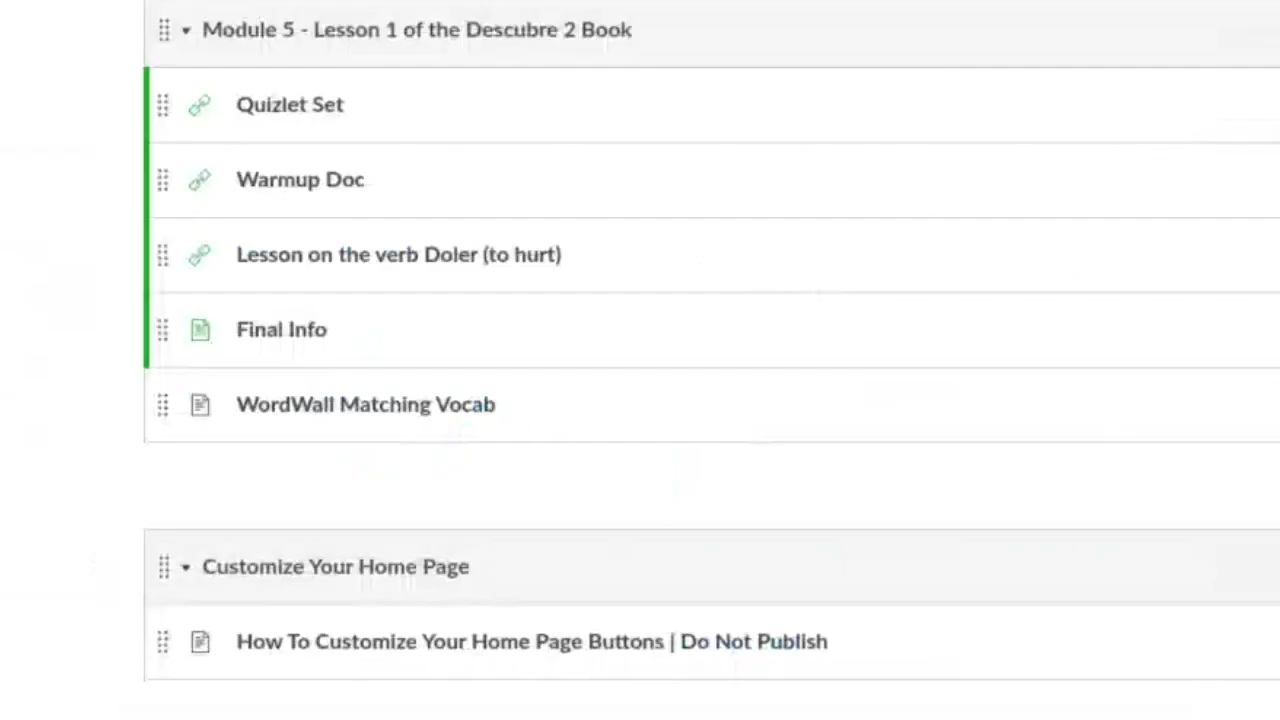 Module 5 - Lesson 1 of the Descubre 2 Book
Quizlet Set
Warmup Doc
Lesson on the verb Doler (to hurt)
Final Info
WordWall Matching Vocab
Customize Your Home Page
How To Customize Your Home Page Buttons | Do Not Publish